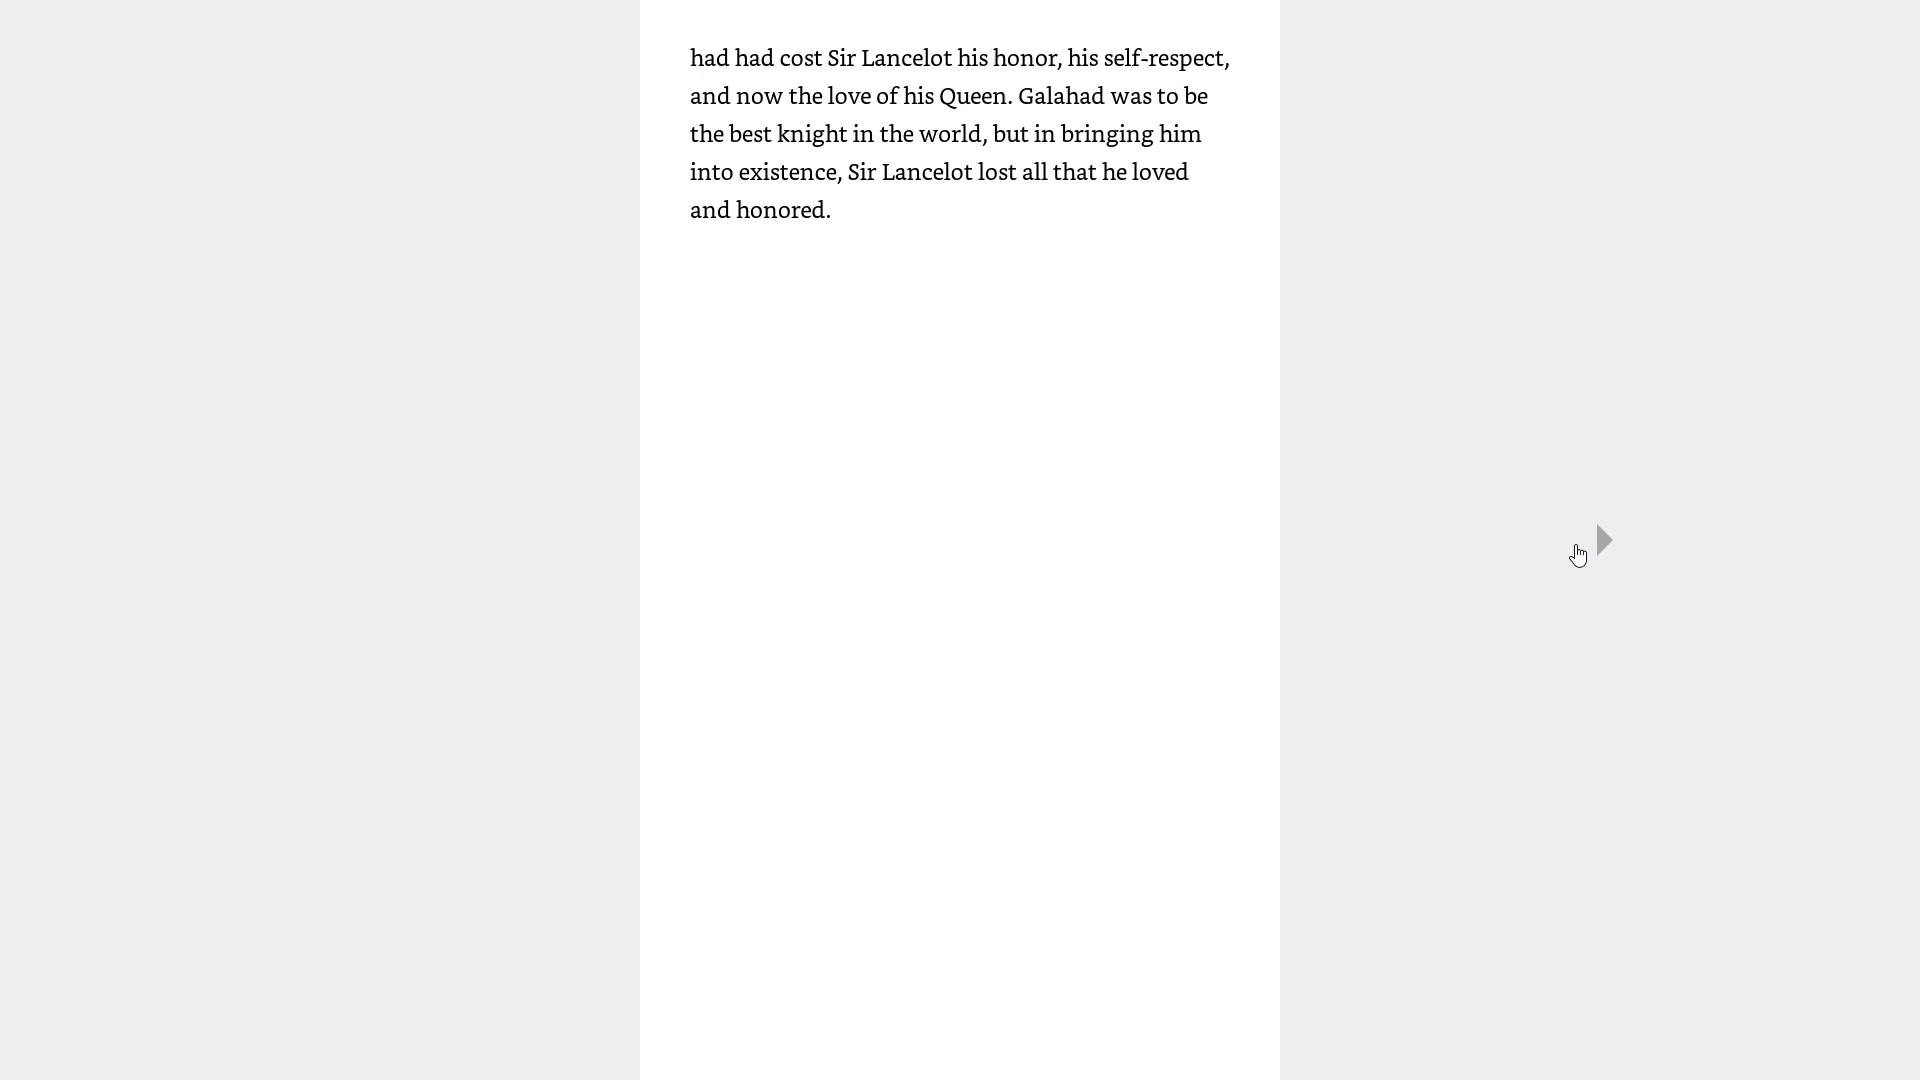 had had cost Sir Lancelot his honor, his self-respect,
and now the love of his Queen. Galahad was to be
the best knight in the world, but in bringing him
into existence, Sir Lancelot lost all that he loved
and honored.